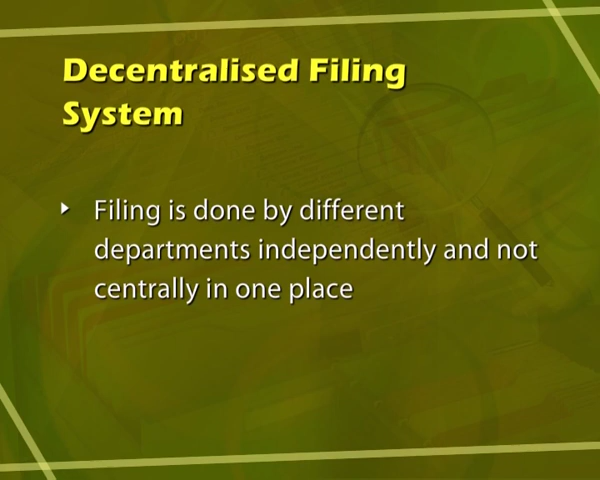 Decentralised Filing
System
Filing is done by different
departments independently and not
centrally in one place